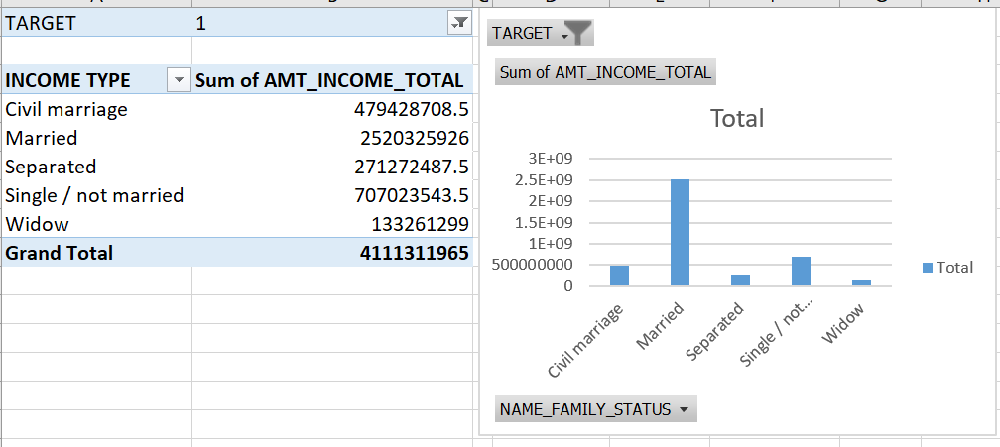 TARGET 1
INCOME TYPE Sum of AMT_INCOME_TOTAL
Civil marriage 479428708.5
Married 2520325926
Separated 271272487.5
Single / not married 707023543.5
Widow 133261299
Grand Total 4111311965
TARGET
Sum of AMT_INCOME_TOTAL
Total
3E+09
2.5E+09
2E+09
1.5E+09
1E+09
500000000
0
Civil marriage
Married
Separated
Single / not...
Widow
Total
NAME_FAMILY_STATUS